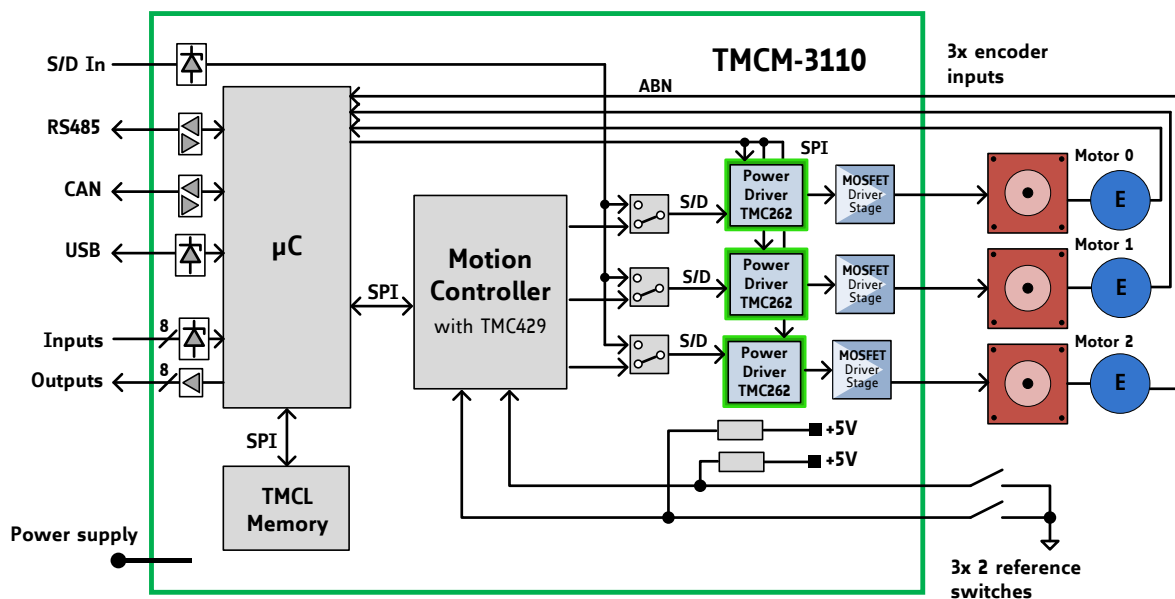 TMCM-3110
3x encoder
inputs
S/D In
ABN
RS485
SPI
Motor 0
Power
Driver
TMC262
MOSFET
Driver
Stage
E
CAN
S/D
µC
USB
Motion
Controller
with TMC429
SPI
Motor 1
Power
Driver
TMC262
MOSFET
Driver
Stage
E
S/D
Inputs
8
Outputs
8
Motor 2
S/D
Power
Driver
TMC262
MOSFET
Driver
Stage
E
SPI
+5V
+5V
TMCL
Memory
Power supply
3x 2 reference
switches